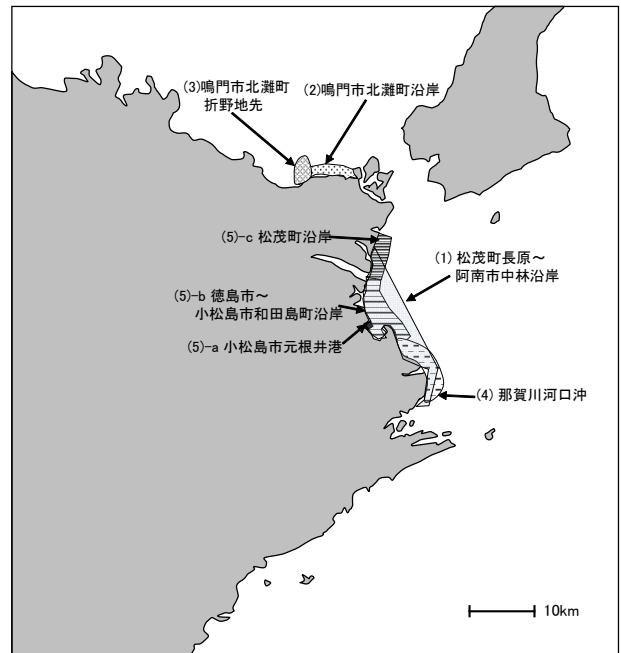 (3)鳴門市北灘町
折野地先
(2)鳴門市北灘町沿岸
(5)-c 松茂町沿岸
(1) 松茂町長原～
阿南市中林沿岸
(5)-b 徳島市～
小松島市和田島町沿岸
(5)-a 小松島市元根井港
(4) 那賀川河口沖
10km